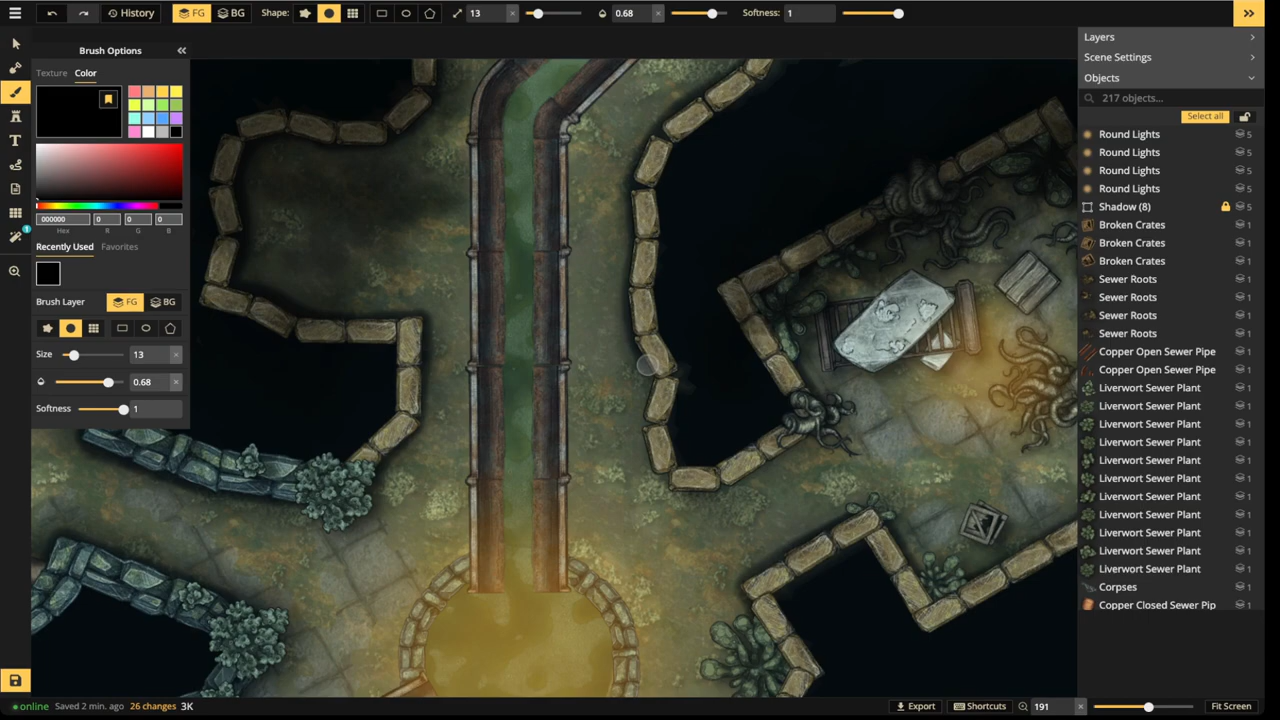 History
FG
BG
Shape:
13
×
0.68
×
Softness:
1
Brush Options
Texture
Color
000000
0
0
0
Hex
R
G
B
Recently Used
Favorites
Brush Layer
FG
BG
Size
13
×
0.68
×
Softness
1
T
1
Layers
Scene Settings
Objects
217 objects...
Select all
Round Lights 5
Round Lights 5
Round Lights 5
Round Lights 5
Shadow (8) 5
Broken Crates 1
Broken Crates 1
Broken Crates 1
Sewer Roots 1
Sewer Roots 1
Sewer Roots 1
Sewer Roots 1
Copper Open Sewer Pipe 1
Copper Open Sewer Pipe 1
Liverwort Sewer Plant 1
Liverwort Sewer Plant 1
Liverwort Sewer Plant 1
Liverwort Sewer Plant 1
Liverwort Sewer Plant 1
Liverwort Sewer Plant 1
Liverwort Sewer Plant 1
Liverwort Sewer Plant 1
Liverwort Sewer Plant 1
Liverwort Sewer Plant 1
Liverwort Sewer Plant 1
Corpses 1
Copper Closed Sewer Pip 1
online Saved 2 min. ago 26 changes 3K
Export
Shortcuts
191
×
Fit Screen